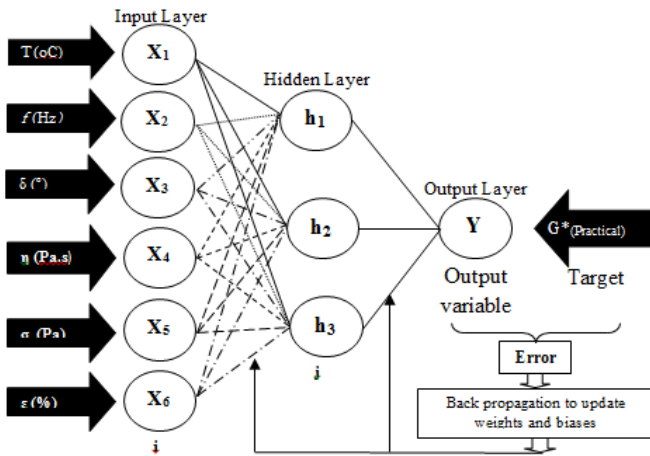 Input Layer
T (oC)
X1
Hidden Layer
f (Hz)
X2
h1
δ (°)
X3
Output Layer
η (Pa.s)
X4
h2
Y
G*(Practical)
Output variable
Target
σ (Pa)
X5
h3
Error
j
ε (%)
X6
Back propagation to update
weights and biases
i